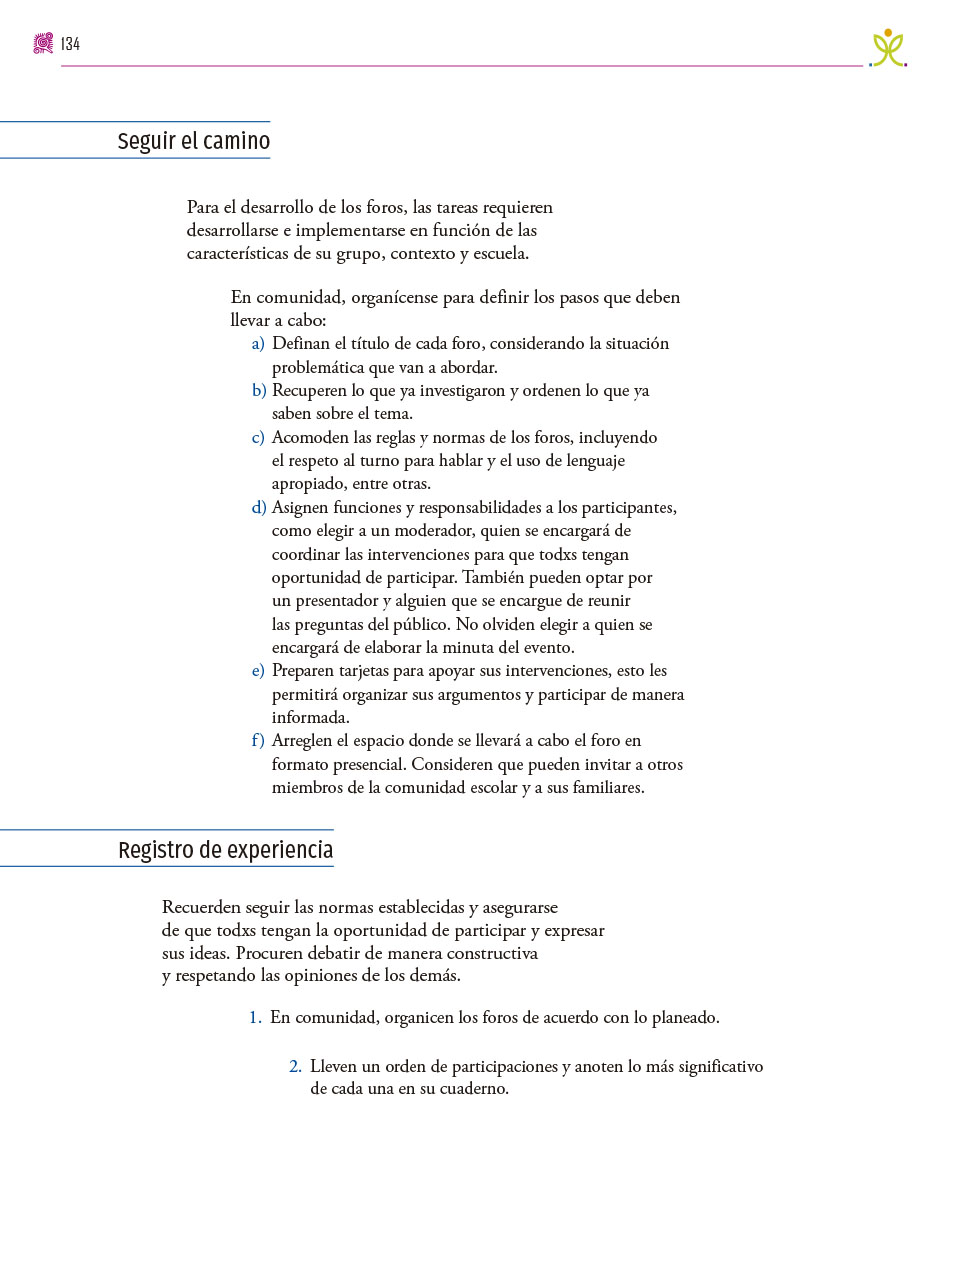 134
Seguir el camino
Para el desarrollo de los foros, las tareas requieren
desarrollarse e implementarse en función de las
características de su grupo, contexto y escuela.
En comunidad, organícense para definir los pasos que deben
llevar a cabo:
a) Definan el título de cada foro, considerando la situación
problemática que van a abordar.
b) Recuperen lo que ya investigaron y ordenen lo que ya
saben sobre el tema.
c) Acomoden las reglas y normas de los foros, incluyendo
el respeto al turno para hablar y el uso de lenguaje
apropiado, entre otras.
d) Asignen funciones y responsabilidades a los participantes,
como elegir a un moderador, quien se encargará de
coordinar las intervenciones para que todxs tengan
oportunidad de participar. También pueden optar por
un presentador y alguien que se encargue de reunir
las preguntas del público. No olviden elegir a quien se
encargará de elaborar la minuta del evento.
e) Preparen tarjetas para apoyar sus intervenciones, esto les
permitirá organizar sus argumentos y participar de manera
informada.
f) Arreglen el espacio donde se llevará a cabo el foro en
formato presencial. Consideren que pueden invitar a otros
miembros de la comunidad escolar y a sus familiares.
Registro de experiencia
Recuerden seguir las normas establecidas y asegurarse
de que todxs tengan la oportunidad de participar y expresar
sus ideas. Procuren debatir de manera constructiva
y respetando las opiniones de los demás.
1. En comunidad, organicen los foros de acuerdo con lo planeado.
2. Lleven un orden de participaciones y anoten lo más significativo
de cada una en su cuaderno.